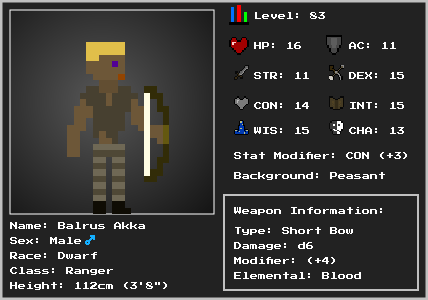 Level: 83
HP: 16
AC: 11
STR: 11
DEX: 15
CON: 14
INT: 15
WIS: 15
CHA: 13
Stat Modifier: CON (+3)
Background: Peasant
Weapon Information:
Type: Short Bow
Damage: d6
Modifier: (+4)
Elemental: Blood
Name: Balrus Akka
Sex: Male ♂
Race: Dwarf
Class: Ranger
Height: 112cm (3'8")